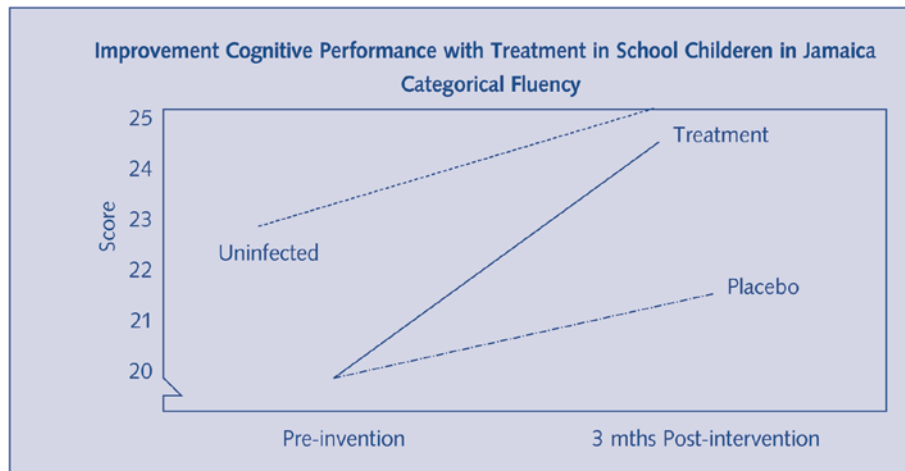 Improvement Cognitive Performance with Treatment in School Childeren in Jamaica
Categorical Fluency
25
24
23
22
21
20
Score
Uninfected
Treatment
Placebo
Pre-invention
3 mths Post-intervention